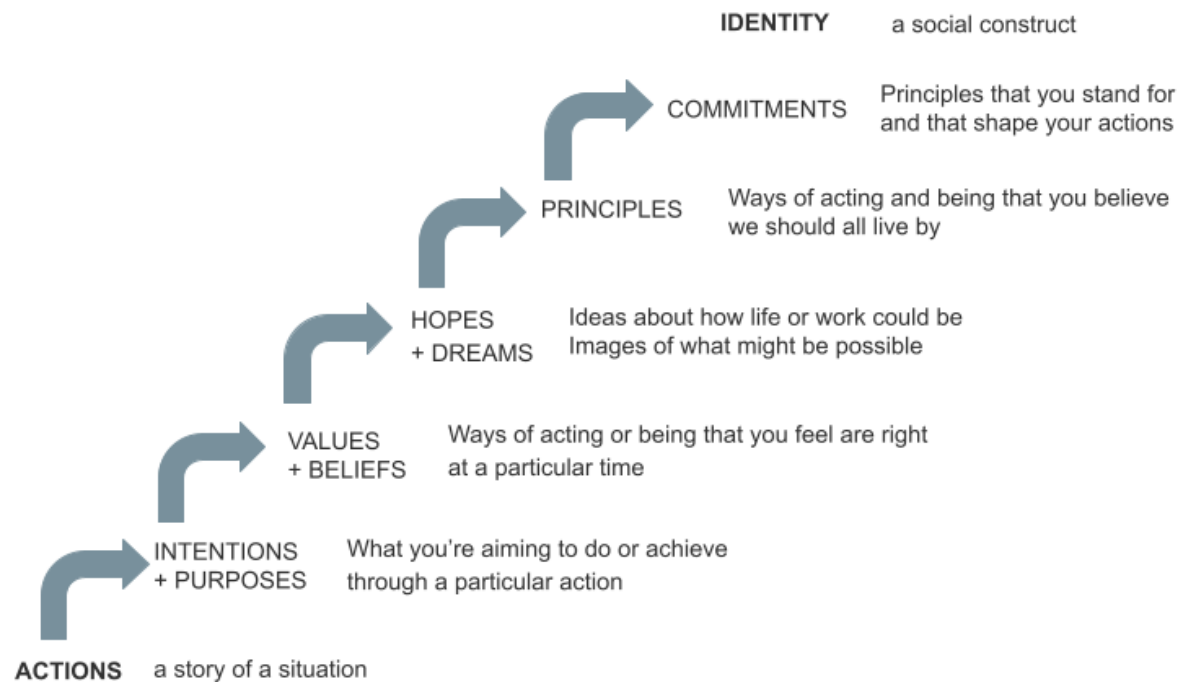 IDENTITY a social construct
COMMITMENTS Principles that you stand for
and that shape your actions
PRINCIPLES Ways of acting and being that you believe
we should all live by
HOPES Ideas about how life or work could be
+ DREAMS Images of what might be possible
VALUES Ways of acting or being that you feel are right
+ BELIEFS at a particular time
INTENTIONS What you’re aiming to do or achieve
+ PURPOSES through a particular action
ACTIONS a story of a situation